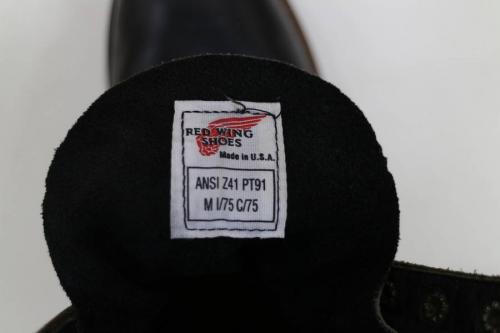 RED WING
SHOES
Made in U.S.A.
ANSI Z41 PT91
M I/75 C/75